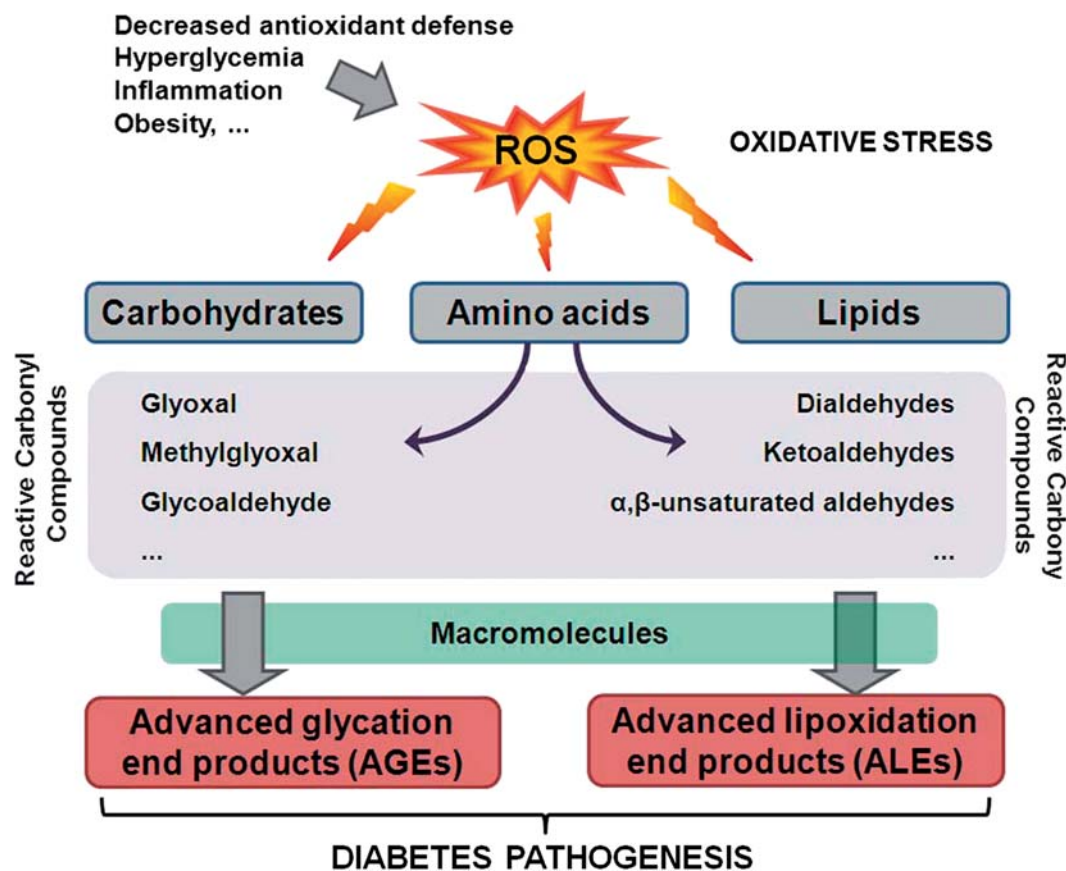 Decreased antioxidant defense
Hyperglycemia
Inflammation
Obesity, ...
ROS
OXIDATIVE STRESS
Carbohydrates
Amino acids
Lipids
Reactive Carbonyl
Compounds
Glyoxal
Methylglyoxal
Glycoaldehyde
...
Dialdehydes
Ketoaldehydes
α,β-unsaturated aldehydes
...
Reactive Carbony
Compounds
Macromolecules
Advanced glycation
end products (AGEs)
Advanced lipoxidation
end products (ALEs)
DIABETES PATHOGENESIS